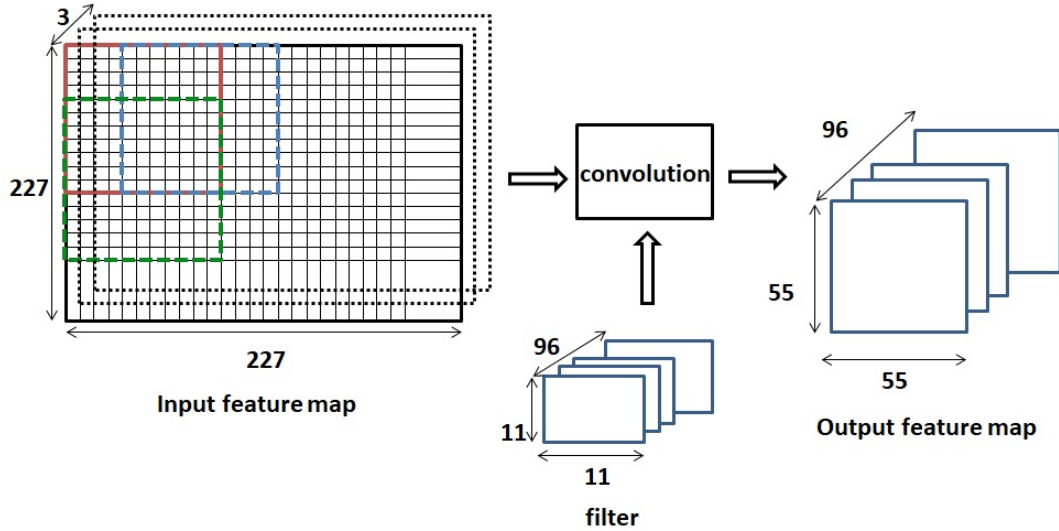 3
227
227
Input feature map
convolution
96
11
11
filter
96
55
55
Output feature map